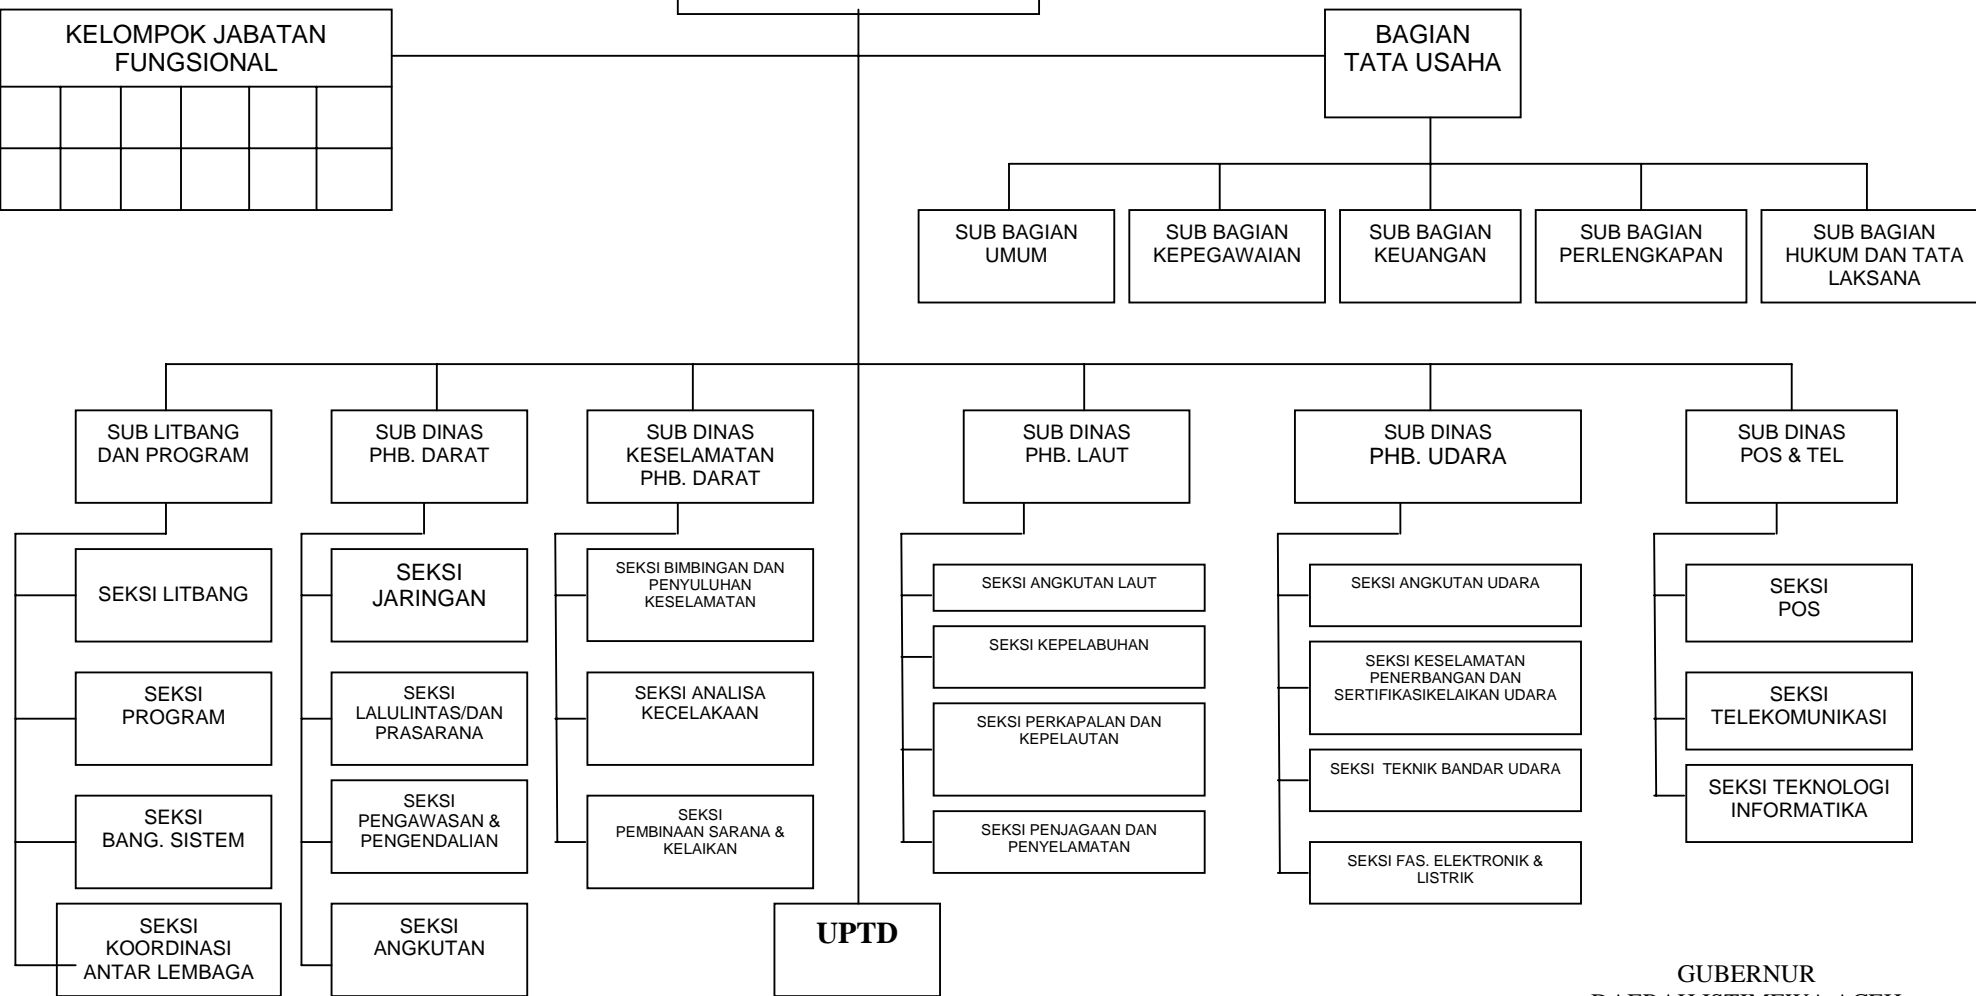 KELOMPOK JABATAN
FUNGSIONAL
BAGIAN
TATA USAHA
SUB BAGIAN
UMUM
SUB BAGIAN
KEPEGAWAIAN
SUB BAGIAN
KEUANGAN
SUB BAGIAN
PERLENGKAPAN
SUB BAGIAN
HUKUM DAN TATA
LAKSANA
SUB LITBANG
DAN PROGRAM
SUB DINAS
PHB. DARAT
SUB DINAS
KESELAMATAN
PHB. DARAT
SUB DINAS
PHB. LAUT
SUB DINAS
PHB. UDARA
SUB DINAS
POS & TEL
SEKSI LITBANG
SEKSI
PROGRAM
SEKSI
BANG. SISTEM
SEKSI
KOORDINASI
ANTAR LEMBAGA
SEKSI
JARINGAN
SEKSI
LALULINTAS/DAN
PRASARANA
SEKSI
PENGAWASAN &
PENGENDALIAN
SEKSI
ANGKUTAN
SEKSI BIMBINGAN DAN
PENYULUHAN
KESELAMATAN
SEKSI ANALISA
KECELAKAAN
SEKSI
PEMBINAAN SARANA &
KELAIKAN
UPTD
SEKSI ANGKUTAN LAUT
SEKSI KEPELABUHAN
SEKSI PERKAPALAN DAN
KEPELAUTAN
SEKSI PENJAGAAN DAN
PENYELAMATAN
SEKSI ANGKUTAN UDARA
SEKSI KESELAMATAN
PENERBANGAN DAN
SERTIFIKASIKELAIKAN UDARA
SEKSI  TEKNIK BANDAR UDARA
SEKSI FAS. ELEKTRONIK &
LISTRIK
SEKSI
POS
SEKSI
TELEKOMUNIKASI
SEKSI TEKNOLOGI
INFORMATIKA
GUBERNUR
DAERAH ISTIMEWA ACEH